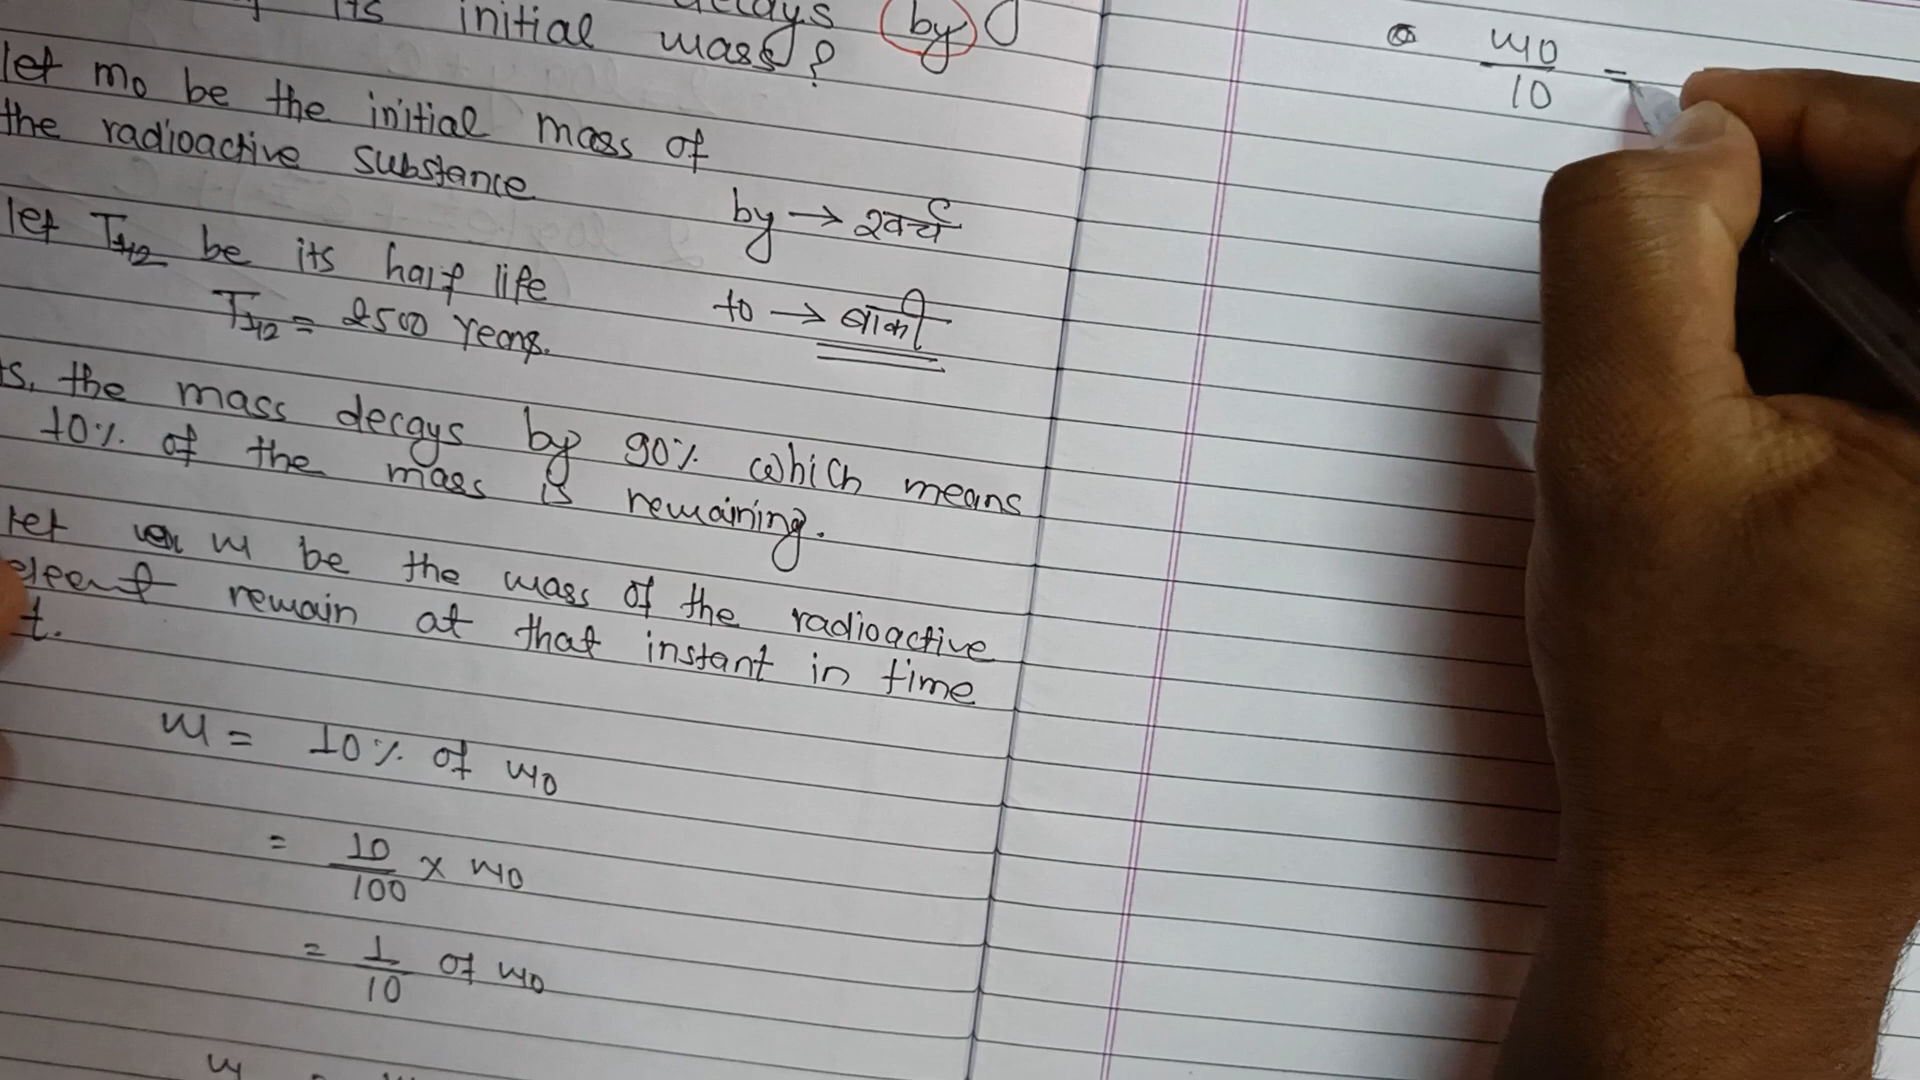 its initial mass? by
let m0 be the initial mass of
the radioactive substance
by → खर्च
let T1/2 be its half life
to → बाकी
T1/2 = 2500 Years.
the mass decays by 90% which means
10% of the mass is remaining.
let m be the mass of the radioactive
remain at that instant in time
t.
m = 10% of m0
= 10/100 × m0
= 1/10 of m0
m0/10 =